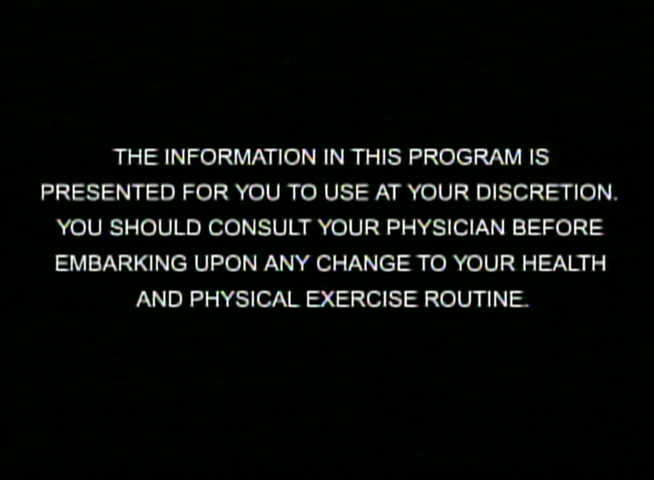 THE INFORMATION IN THIS PROGRAM IS
PRESENTED FOR YOU TO USE AT YOUR DISCRETION.
YOU SHOULD CONSULT YOUR PHYSICIAN BEFORE
EMBARKING UPON ANY CHANGE TO YOUR HEALTH
AND PHYSICAL EXERCISE ROUTINE.